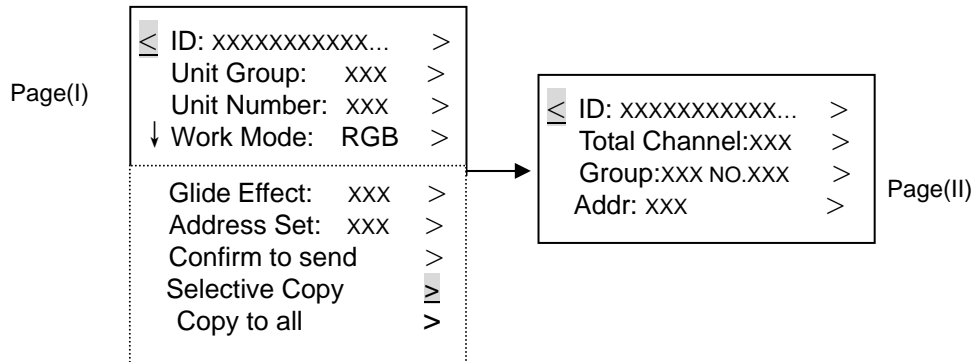 Page(I)
< ID: XXXXXXXXXXX... >
Unit Group: XXX >
Unit Number: XXX >
↓ Work Mode: RGB >
Glide Effect: XXX >
Address Set: XXX >
Confirm to send >
Selective Copy >
Copy to all >
< ID: XXXXXXXXXXX... >
Total Channel:XXX >
Group:XXX NO.XXX >
Addr: XXX >
Page(II)